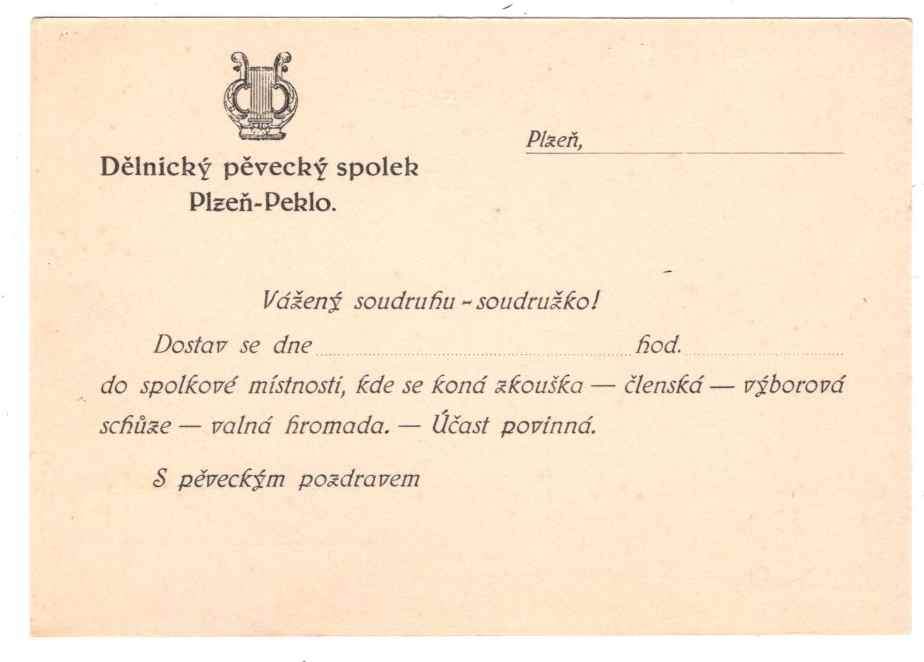 Plzeň,
Dělnický pěvecký spolek
Plzeň-Peklo.
Vážený soudruhu - soudružko!
Dostav se dne hod.
do spolkové místnosti, kde se koná zkouška — členská — výborová
schůze — valná hromada. — Účast povinná.
S pěveckým pozdravem